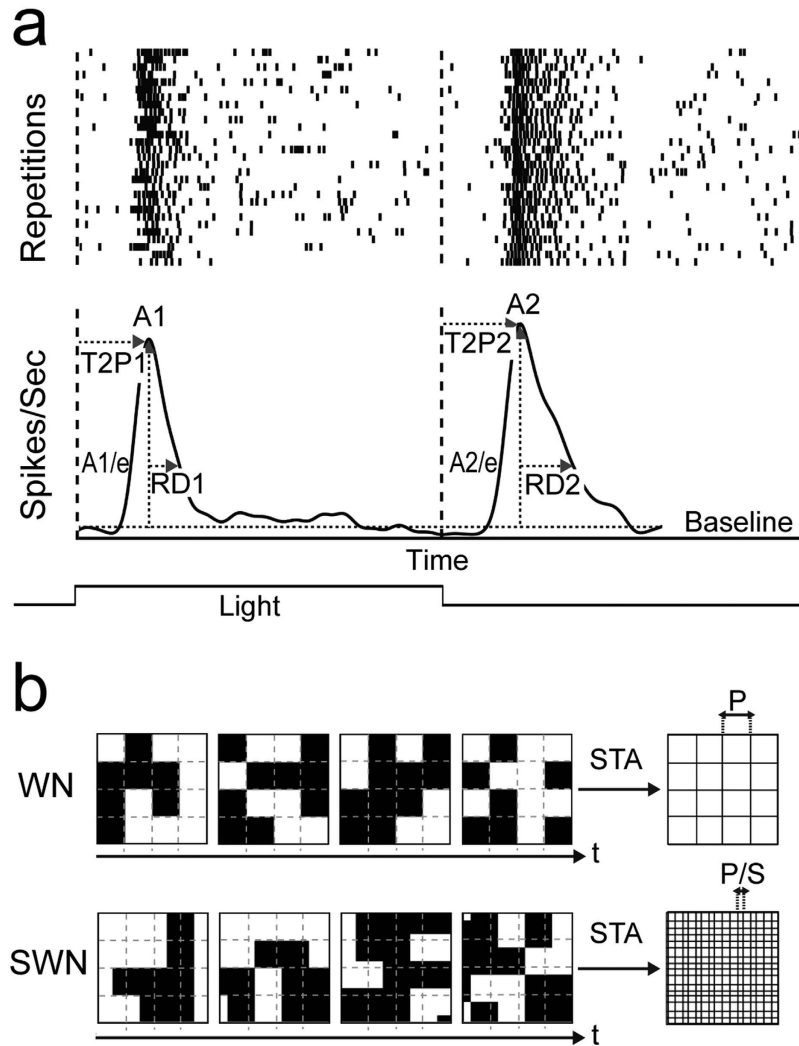 a
Repetitions
Spikes/Sec
A1
A2
T2P1
T2P2
A1/e
A2/e
RD1
RD2
Baseline
Time
Light
b
WN
STA
P
t
SWN
STA
P/S
t